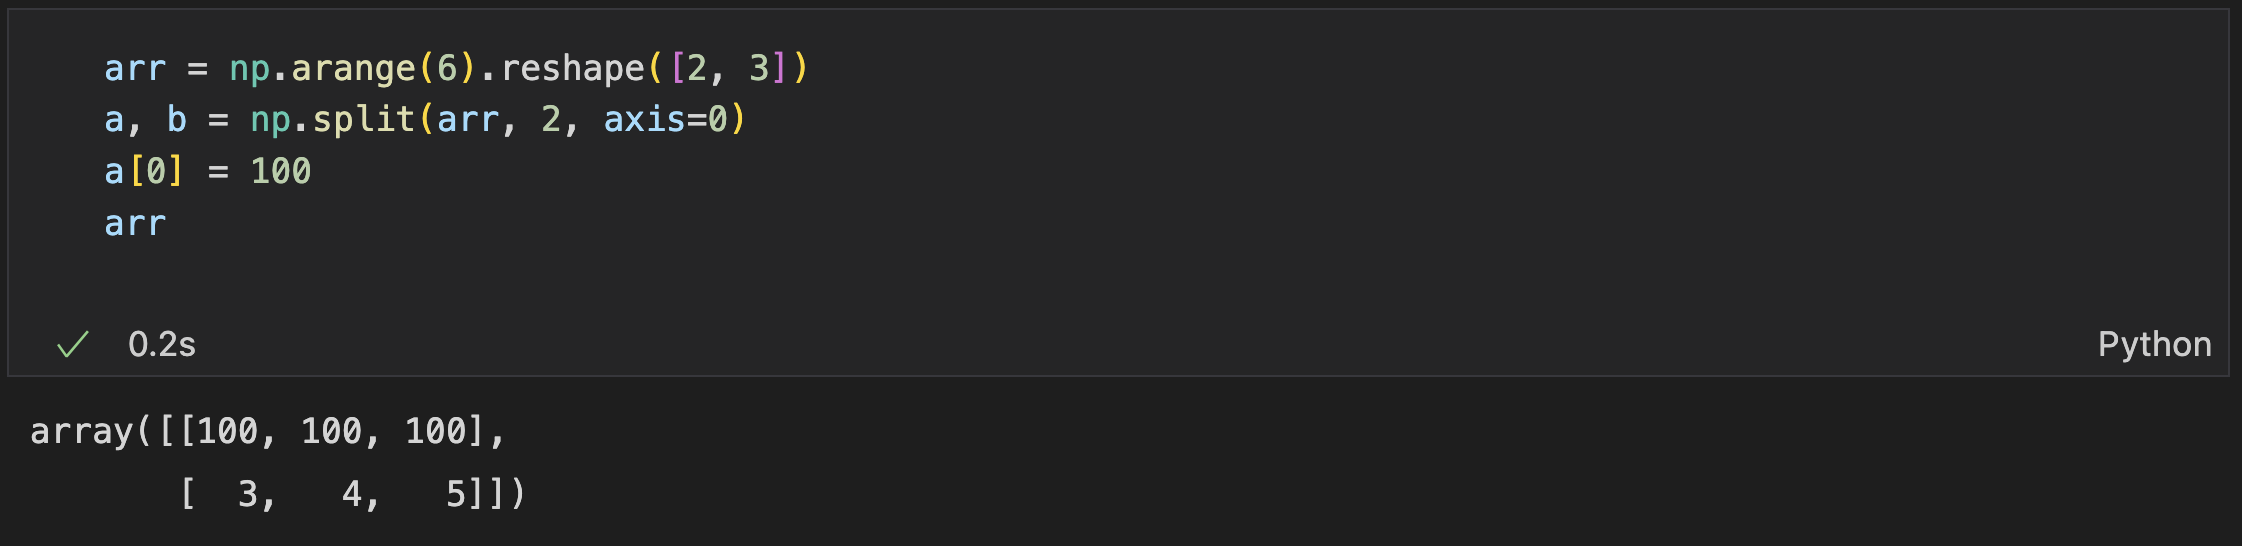 arr = np.arange(6).reshape([2, 3])
a, b = np.split(arr, 2, axis=0)
a[0] = 100
arr
0.2s
Python
array([[100, 100, 100],
       [  3,   4,   5]])